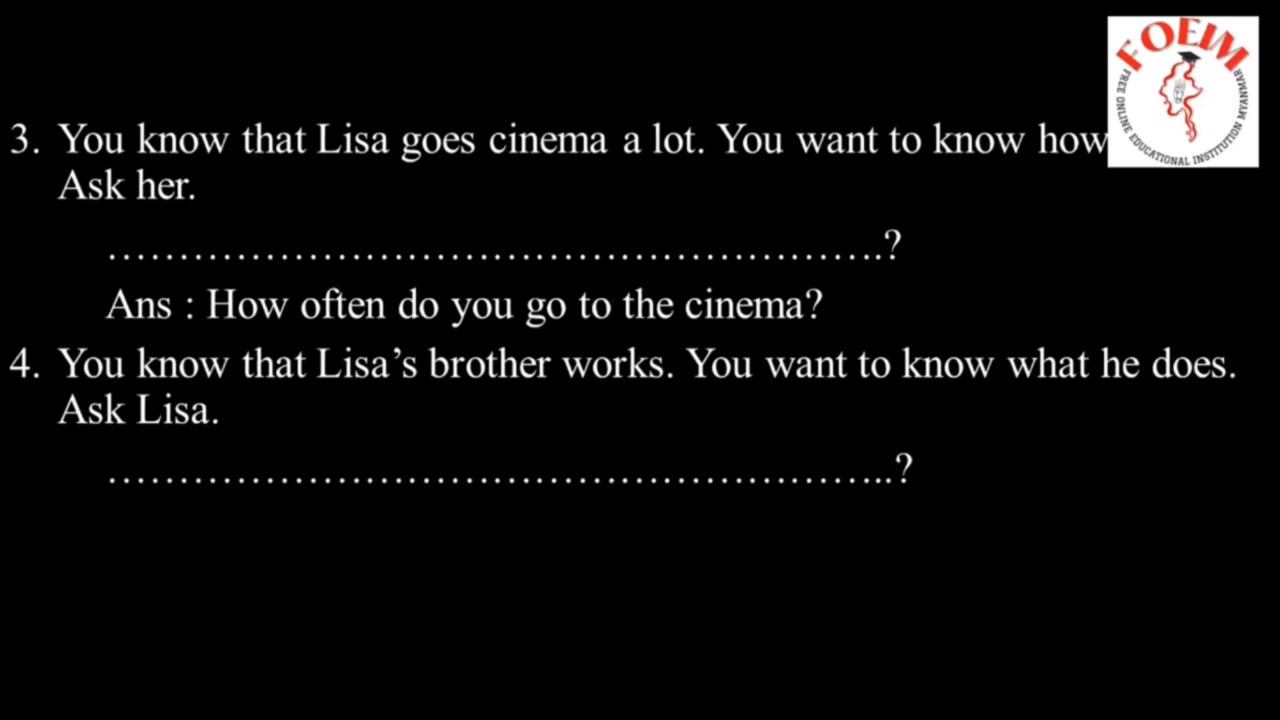 FOEIM
FREE ONLINE EDUCATIONAL INSTITUTION MYANMAR
3. You know that Lisa goes cinema a lot. You want to know how
Ask her.
…………………………………………………….?
Ans : How often do you go to the cinema?
4. You know that Lisa’s brother works. You want to know what he does.
Ask Lisa.
……………………………………………………..?